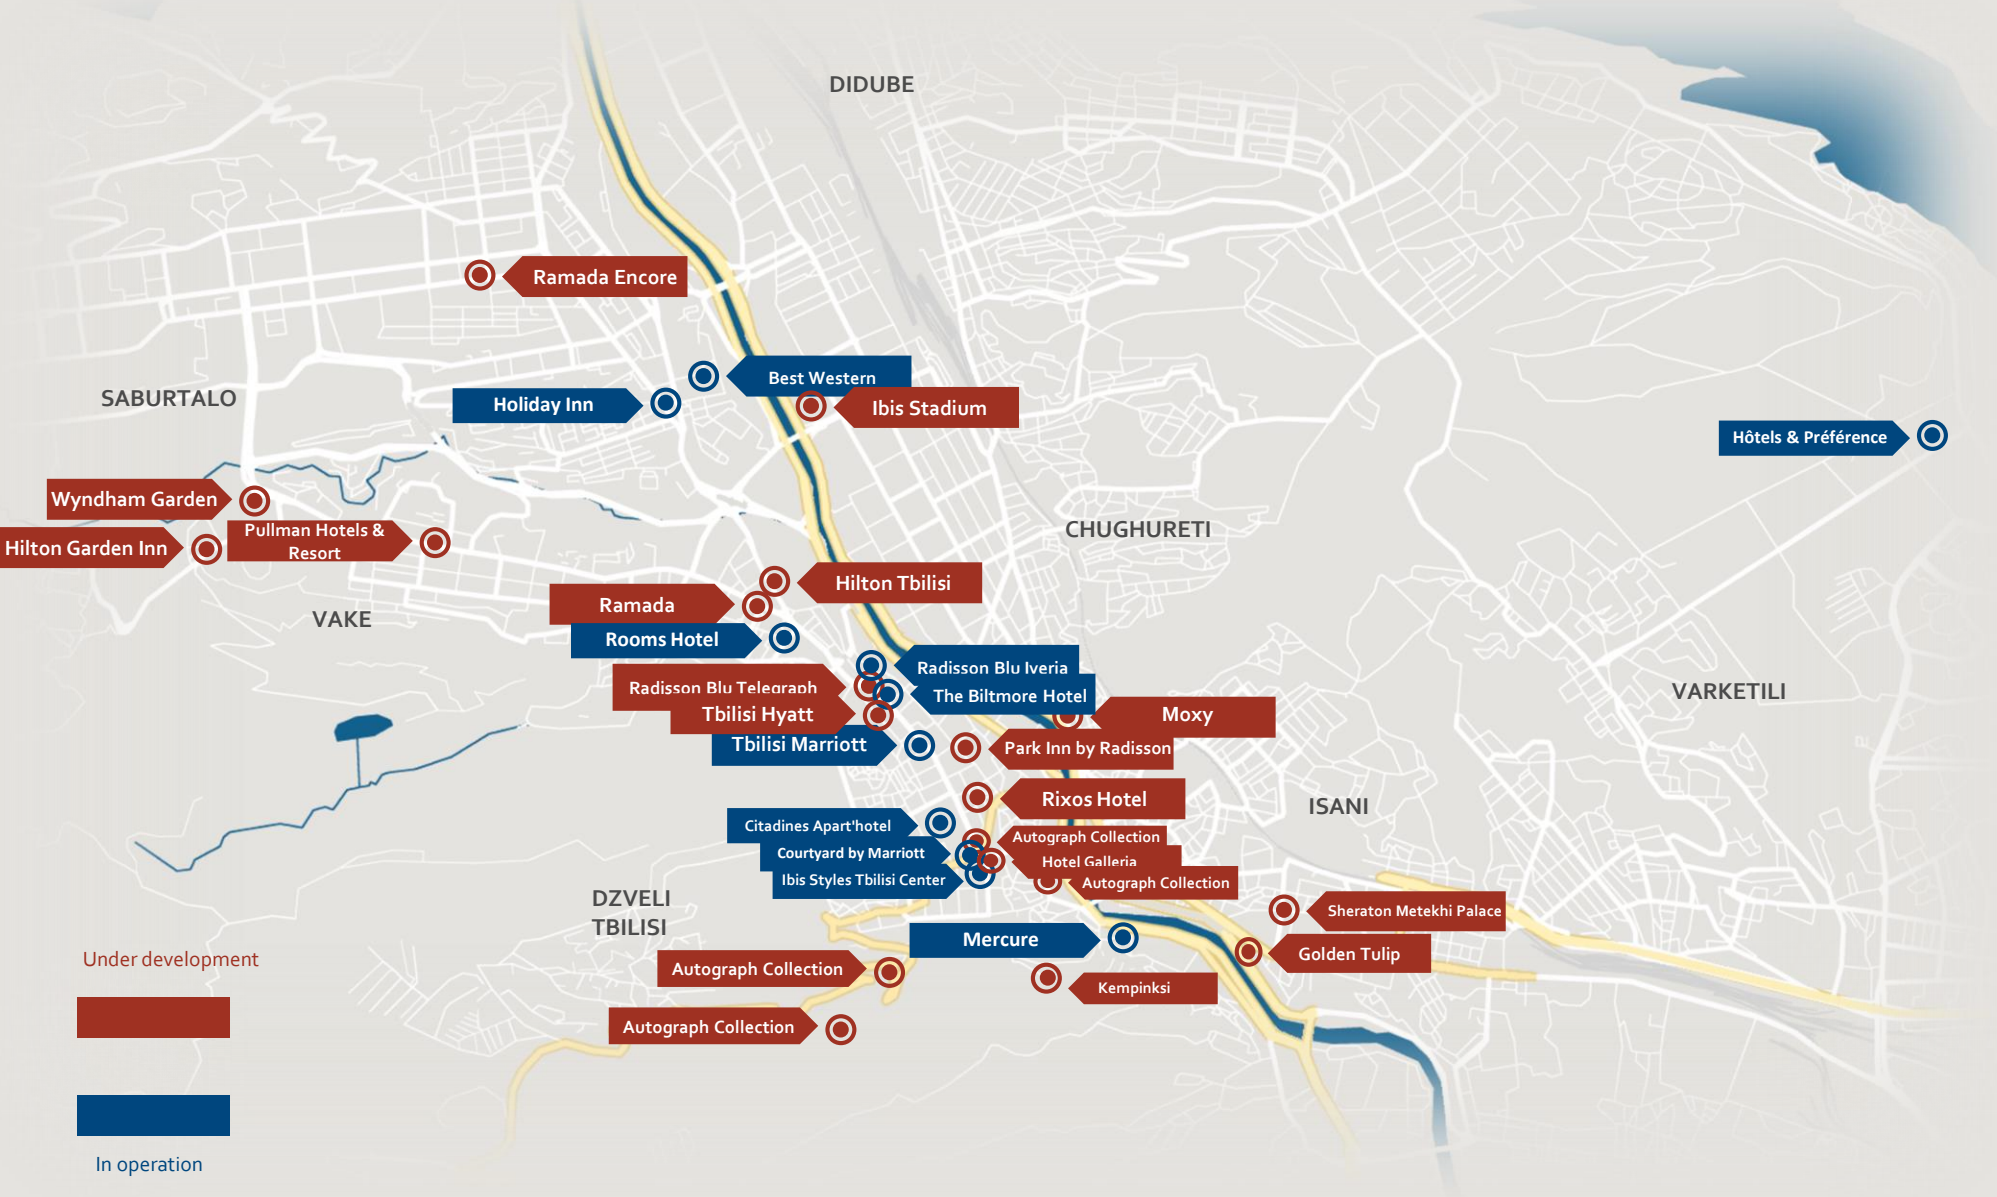 DIDUBE
Ramada Encore
Best Western
SABURTALO
Holiday Inn
Ibis Stadium
Hôtels & Préférence
Wyndham Garden
Pullman Hotels &
Resort
Hilton Garden Inn
CHUGHURETI
Hilton Tbilisi
Ramada
VAKE
Rooms Hotel
Radisson Blu Iveria
Radisson Blu Telegraph
The Biltmore Hotel
VARKETILI
Tbilisi Hyatt
Moxy
Tbilisi Marriott
Park Inn by Radisson
Rixos Hotel
ISANI
Citadines Apart'hotel
Autograph Collection
Courtyard by Marriott
Hotel Galleria
Ibis Styles Tbilisi Center
Autograph Collection
DZVELI
TBILISI
Sheraton Metekhi Palace
Mercure
Golden Tulip
Under development
Autograph Collection
Kempinksi
Autograph Collection
In operation